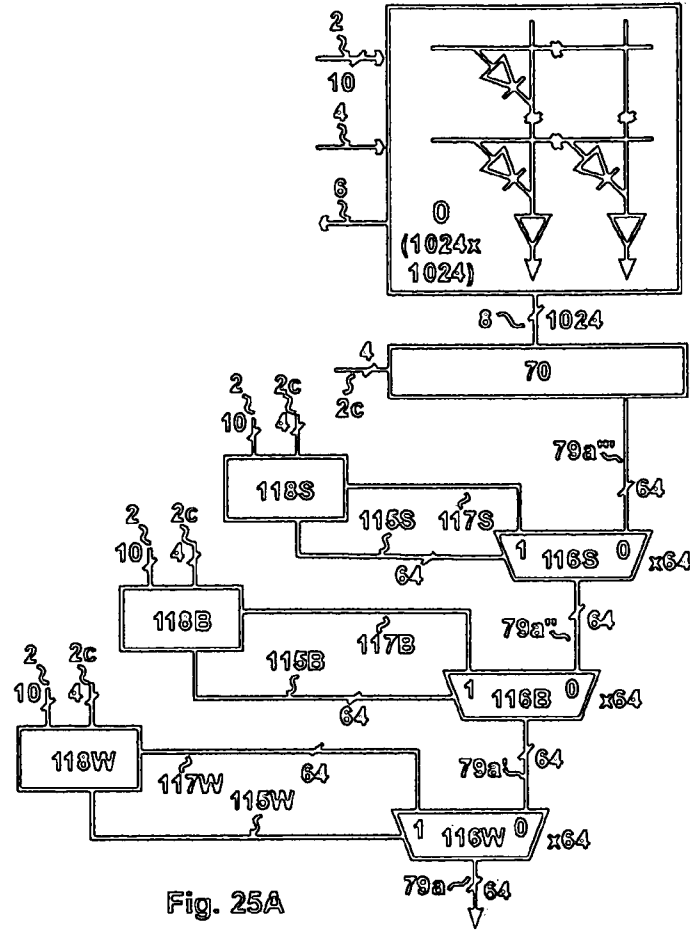 2
10
4
6
0
(1024x
1024)
8 1024
4
2c
70
2 2c
10 4
79a'''
64
118S
115S 117S
64
1 116S 0 x64
2 2c
10 4
79a'' 64
118B
115B 117B
64
1 116B 0 x64
2 2c
10 4
79a' 64
118W
117W 64
115W
1 116W 0 x64
79a 64
Fig. 25A